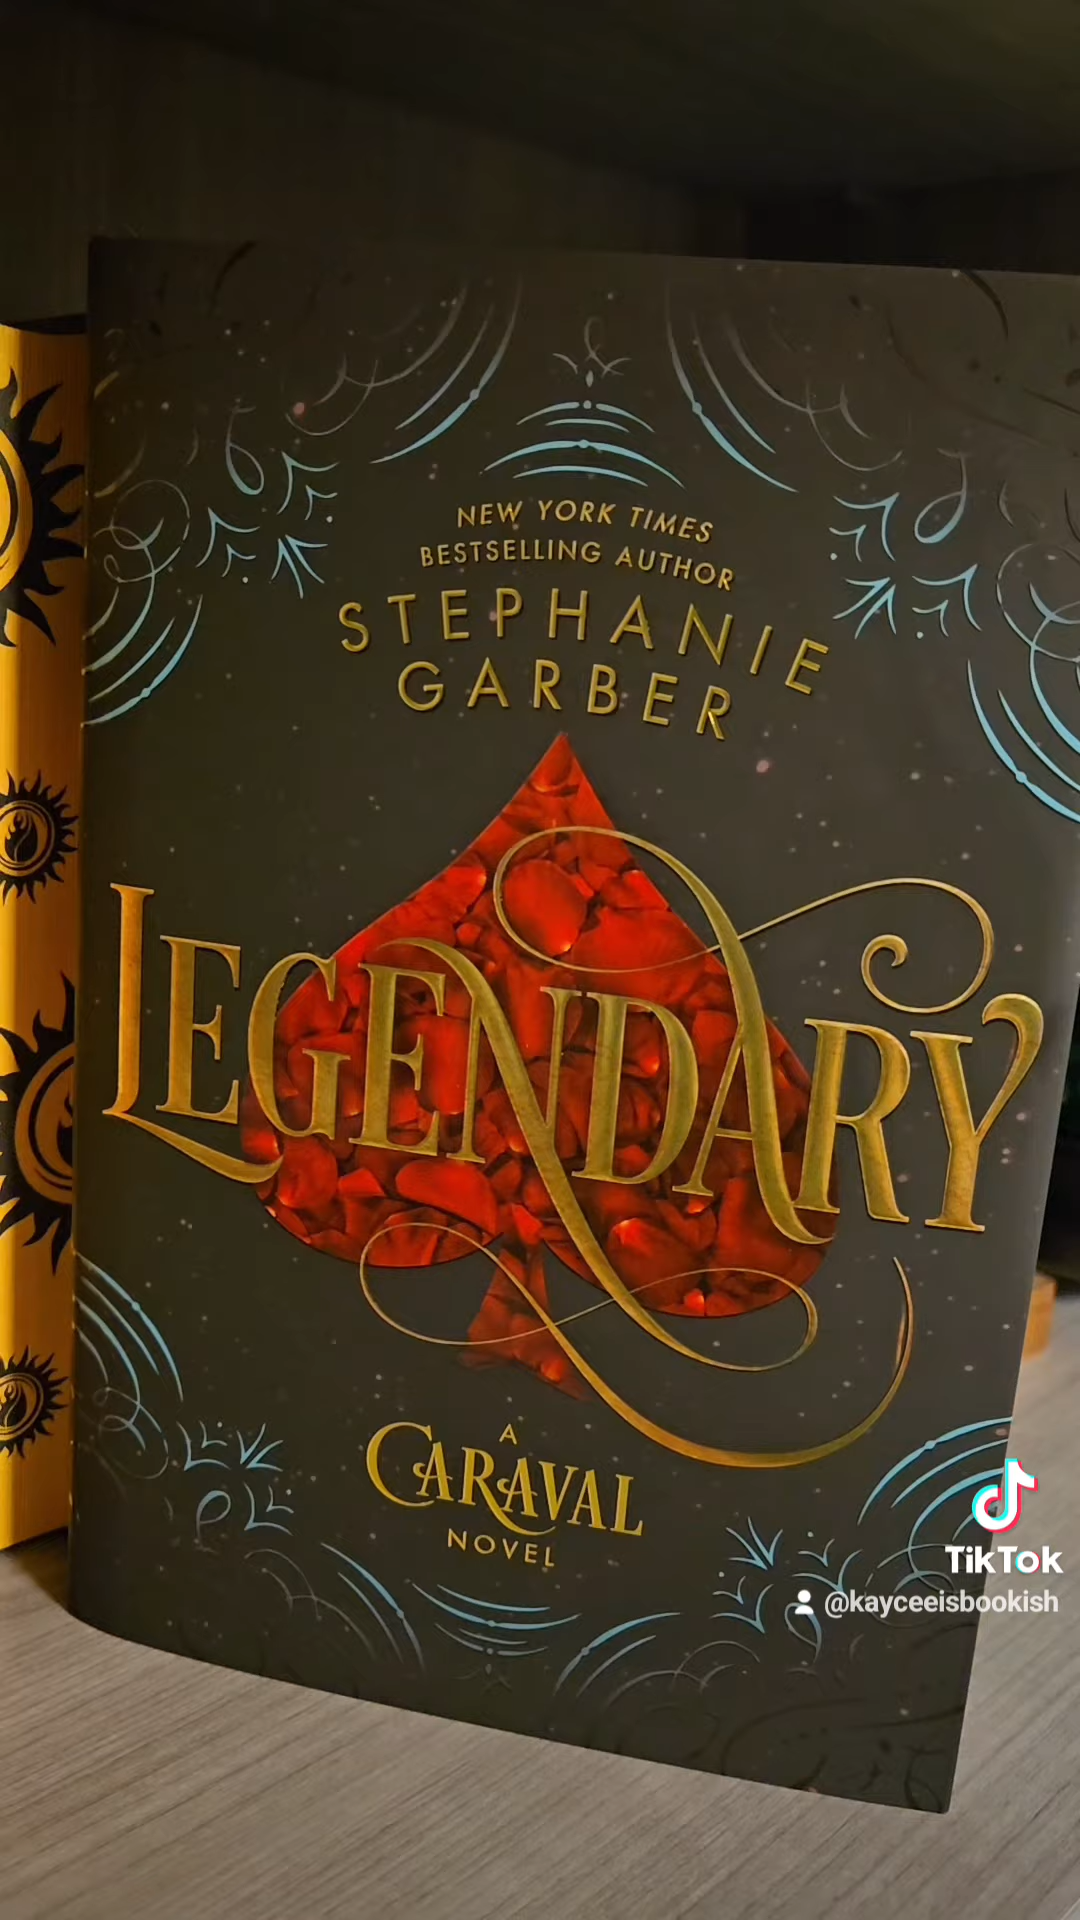 NEW YORK TIMES
BESTSELLING AUTHOR
STEPHANIE
GARBER
LEGENDARY
A
CARAVAL
NOVEL
TikTok
@kayceeisbookish